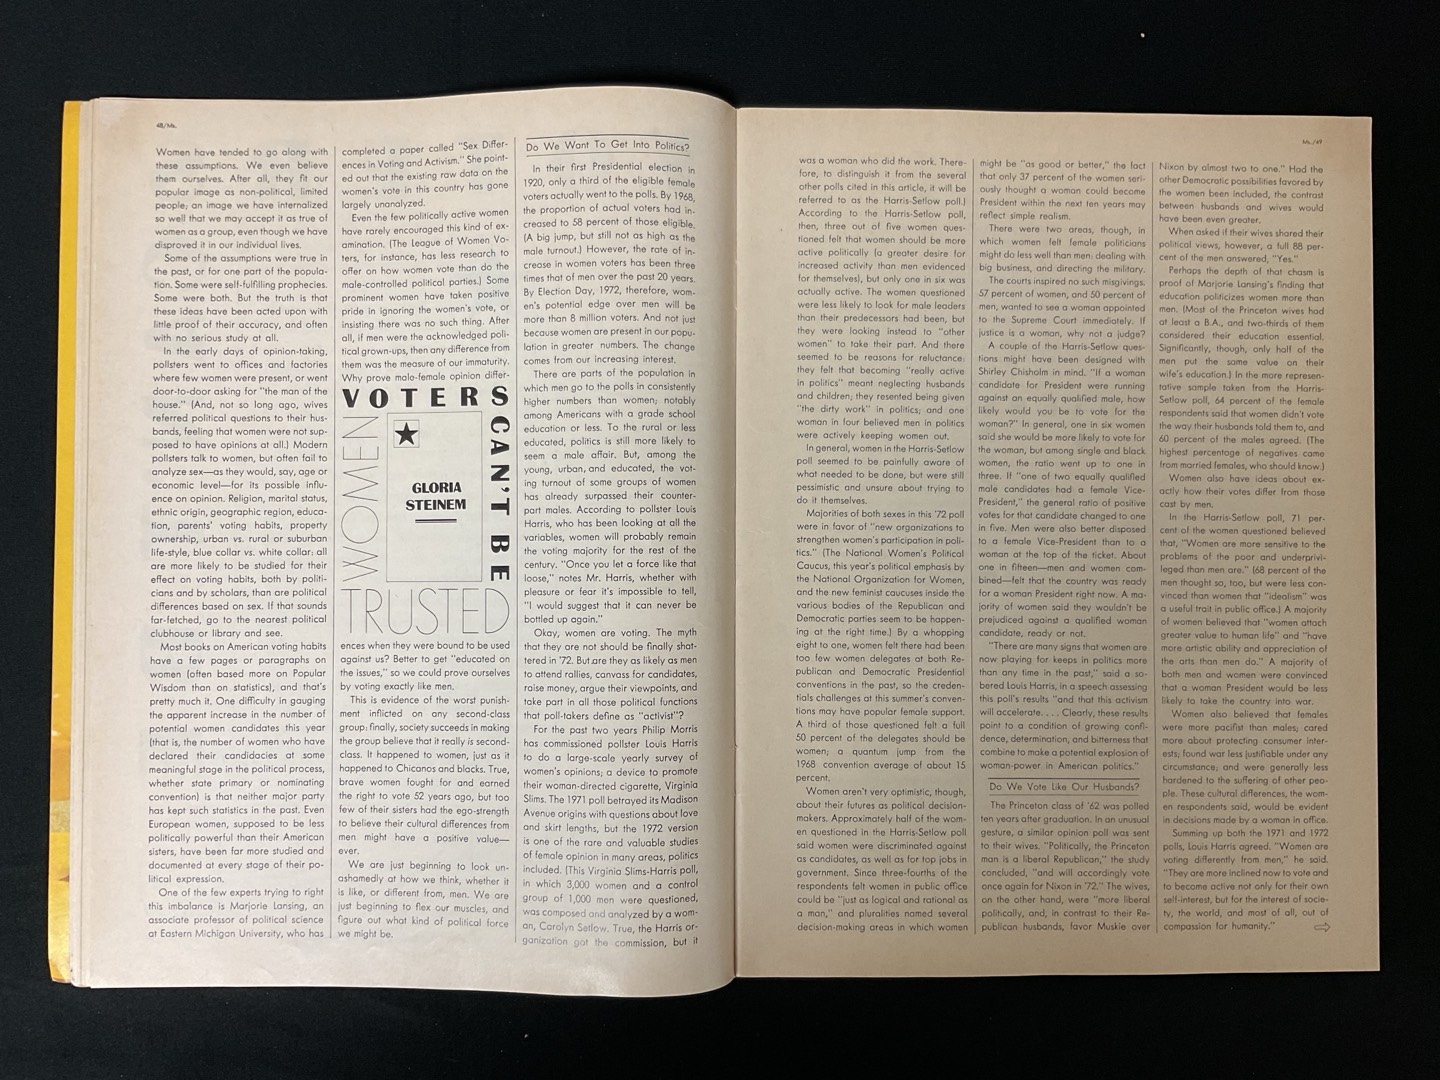 48/Ms.
Women have tended to go along with
these assumptions. We even believe
them ourselves. After all, they fit our
popular image as non-political, limited
people; an image we have internalized
so well that we may accept it as true of
women as a group, even though we have
disproved it in our individual lives.
Some of the assumptions were true in
the past, or for one part of the popula-
tion. Some were self-fulfilling prophecies.
Some were both. But the truth is that
these ideas have been acted upon with
little proof of their accuracy, and often
with no serious study at all.
In the early days of opinion-taking,
pollsters went to offices and factories
where few women were present, or went
door-to-door asking for "the man of the
house." (And, not so long ago, wives
referred political questions to their hus-
bands, feeling that women were not sup-
posed to have opinions at all.) Modern
pollsters talk to women, but often fail to
analyze sex—as they would, say, age or
economic level—for its possible influ-
ence on opinion. Religion, marital status,
ethnic origin, geographic region, educa-
tion, parents' voting habits, property
ownership, urban vs. rural or suburban
life-style, blue collar vs. white collar: all
are more likely to be studied for their
effect on voting habits, both by politi-
cians and by scholars, than are political
differences based on sex. If that sounds
far-fetched, go to the nearest political
clubhouse or library and see.
Most books on American voting habits
have a few pages or paragraphs on
women (often based more on Popular
Wisdom than on statistics), and that's
pretty much it. One difficulty in gauging
the apparent increase in the number of
potential women candidates this year
(that is, the number of women who have
declared their candidacies at some
meaningful stage in the political process,
whether state primary or nominating
convention) is that neither major party
has kept such statistics in the past. Even
European women, supposed to be less
politically powerful than their American
sisters, have been far more studied and
documented at every stage of their po-
litical expression.
One of the few experts trying to right
this imbalance is Marjorie Lansing, an
associate professor of political science
at Eastern Michigan University, who has
completed a paper called "Sex Differ-
ences in Voting and Activism." She point-
ed out that the existing raw data on the
women's vote in this country has gone
largely unanalyzed.
Even the few politically active women
have rarely encouraged this kind of ex-
amination. (The League of Women Vo-
ters, for instance, has less research to
offer on how women vote than do the
male-controlled political parties.) Some
prominent women have taken positive
pride in ignoring the women's vote, or
insisting there was no such thing. After
all, if men were the acknowledged poli-
tical grown-ups, then any difference from
them was the measure of our immaturity.
Why prove male-female opinion differ-
WOMEN
VOTERS
CAN'T BE
TRUSTED
GLORIA
STEINEM
ences when they were bound to be used
against us? Better to get "educated on
the issues," so we could prove ourselves
by voting exactly like men.
This is evidence of the worst punish-
ment inflicted on any second-class
group: finally, society succeeds in making
the group believe that it really is second-
class. It happened to women, just as it
happened to Chicanos and blacks. True,
brave women fought for and earned
the right to vote 52 years ago, but too
few of their sisters had the ego-strength
to believe their cultural differences from
men might have a positive value—
ever.
We are just beginning to look un-
ashamedly at how we think, whether it
is like, or different from, men. We are
just beginning to flex our muscles, and
figure out what kind of political force
we might be.
Do We Want To Get Into Politics?
In their first Presidential election in
1920, only a third of the eligible female
voters actually went to the polls. By 1968,
the proportion of actual voters had in-
creased to 58 percent of those eligible.
(A big jump, but still not as high as the
male turnout.) However, the rate of in-
crease in women voters has been three
times that of men over the past 20 years.
By Election Day, 1972, therefore, wom-
en's potential edge over men will be
more than 8 million voters. And not just
because women are present in our popu-
lation in greater numbers. The change
comes from our increasing interest.
There are parts of the population in
which men go to the polls in consistently
higher numbers than women; notably
among Americans with a grade school
education or less. To the rural or less
educated, politics is still more likely to
seem a male affair. But, among the
young, urban, and educated, the vot-
ing turnout of some groups of women
has already surpassed their counter-
part males. According to pollster Louis
Harris, who has been looking at all the
variables, women will probably remain
the voting majority for the rest of the
century. "Once you let a force like that
loose," notes Mr. Harris, whether with
pleasure or fear it's impossible to tell,
"I would suggest that it can never be
bottled up again."
Okay, women are voting. The myth
that they are not should be finally shat-
tered in '72. But are they as likely as men
to attend rallies, canvass for candidates,
raise money, argue their viewpoints, and
take part in all those political functions
that poll-takers define as "activist"?
For the past two years Philip Morris
has commissioned pollster Louis Harris
to do a large-scale yearly survey of
women's opinions; a device to promote
their woman-directed cigarette, Virginia
Slims. The 1971 poll betrayed its Madison
Avenue origins with questions about love
and skirt lengths, but the 1972 version
is one of the rare and valuable studies
of female opinion in many areas, politics
included. (This Virginia Slims-Harris poll,
in which 3,000 women and a control
group of 1,000 men were questioned,
was composed and analyzed by a wom-
an, Carolyn Setlow. True, the Harris or-
ganization got the commission, but it
Ms./49
was a woman who did the work. There-
fore, to distinguish it from the several
other polls cited in this article, it will be
referred to as the Harris-Setlow poll.)
According to the Harris-Setlow poll,
then, three out of five women ques-
tioned felt that women should be more
active politically (a greater desire for
increased activity than men evidenced
for themselves), but only one in six was
actually active. The women questioned
were less likely to look for male leaders
than their predecessors had been, but
they were looking instead to "other
women" to take their part. And there
seemed to be reasons for reluctance:
they felt that becoming "really active
in politics" meant neglecting husbands
and children; they resented being given
"the dirty work" in politics; and one
woman in four believed men in politics
were actively keeping women out.
In general, women in the Harris-Setlow
poll seemed to be painfully aware of
what needed to be done, but were still
pessimistic and unsure about trying to
do it themselves.
Majorities of both sexes in this '72 poll
were in favor of "new organizations to
strengthen women's participation in poli-
tics." (The National Women's Political
Caucus, this year's political emphasis by
the National Organization for Women,
and the new feminist caucuses inside the
various bodies of the Republican and
Democratic parties seem to be happen-
ing at the right time.) By a whopping
eight to one, women felt there had been
too few women delegates at both Re-
publican and Democratic Presidential
conventions in the past, so the creden-
tials challenges at this summer's conven-
tions may have popular female support.
A third of those questioned felt a full
50 percent of the delegates should be
women; a quantum jump from the
1968 convention average of about 15
percent.
Women aren't very optimistic, though,
about their futures as political decision-
makers. Approximately half of the wom-
en questioned in the Harris-Setlow poll
said women were discriminated against
as candidates, as well as for top jobs in
government. Since three-fourths of the
respondents felt women in public office
could be "just as logical and rational as
a man," and pluralities named several
decision-making areas in which women
might be "as good or better," the fact
that only 37 percent of the women seri-
ously thought a woman could become
President within the next ten years may
reflect simple realism.
There were two areas, though, in
which women felt female politicians
might do less well than men: dealing with
big business, and directing the military.
The courts inspired no such misgivings.
57 percent of women, and 50 percent of
men, wanted to see a woman appointed
to the Supreme Court immediately. If
justice is a woman, why not a judge?
A couple of the Harris-Setlow ques-
tions might have been designed with
Shirley Chisholm in mind. "If a woman
candidate for President were running
against an equally qualified male, how
likely would you be to vote for the
woman?" In general, one in six women
said she would be more likely to vote for
the woman, but among single and black
women, the ratio went up to one in
three. If "one of two equally qualified
male candidates had a female Vice-
President," the general ratio of positive
votes for that candidate changed to one
in five. Men were also better disposed
to a female Vice-President than to a
woman at the top of the ticket. About
one in fifteen—men and women com-
bined—felt that the country was ready
for a woman President right now. A ma-
jority of women said they wouldn't be
prejudiced against a qualified woman
candidate, ready or not.
"There are many signs that women are
now playing for keeps in politics more
than any time in the past," said a so-
bered Louis Harris, in a speech assessing
this poll's results "and that this activism
will accelerate. . . . Clearly, these results
point to a condition of growing confi-
dence, determination, and bitterness that
combine to make a potential explosion of
woman-power in American politics."
Do We Vote Like Our Husbands?
The Princeton class of '62 was polled
ten years after graduation. In an unusual
gesture, a similar opinion poll was sent
to their wives. "Politically, the Princeton
man is a liberal Republican," the study
concluded, "and will accordingly vote
once again for Nixon in '72." The wives,
on the other hand, were "more liberal
politically, and, in contrast to their Re-
publican husbands, favor Muskie over
Nixon by almost two to one." Had the
other Democratic possibilities favored by
the women been included, the contrast
between husbands and wives would
have been even greater.
When asked if their wives shared their
political views, however, a full 88 per-
cent of the men answered, "Yes."
Perhaps the depth of that chasm is
proof of Marjorie Lansing's finding that
education politicizes women more than
men. (Most of the Princeton wives had
at least a B.A., and two-thirds of them
considered their education essential.
Significantly, though, only half of the
men put the same value on their
wife's education.) In the more represen-
tative sample taken from the Harris-
Setlow poll, 64 percent of the female
respondents said that women didn't vote
the way their husbands told them to, and
60 percent of the males agreed. (The
highest percentage of negatives came
from married females, who should know.)
Women also have ideas about ex-
actly how their votes differ from those
cast by men.
In the Harris-Setlow poll, 71 per-
cent of the women questioned believed
that, "Women are more sensitive to the
problems of the poor and underprivi-
leged than men are." (68 percent of the
men thought so, too, but were less con-
vinced than women that "idealism" was
a useful trait in public office.) A majority
of women believed that "women attach
greater value to human life" and "have
more artistic ability and appreciation of
the arts than men do." A majority of
both men and women were convinced
that a woman President would be less
likely to take the country into war.
Women also believed that females
were more pacifist than males; cared
more about protecting consumer inter-
ests; found war less justifiable under any
circumstance; and were generally less
hardened to the suffering of other peo-
ple. These cultural differences, the wom-
en respondents said, would be evident
in decisions made by a woman in office.
Summing up both the 1971 and 1972
polls, Louis Harris agreed. "Women are
voting differently from men," he said.
"They are more inclined now to vote and
to become active not only for their own
self-interest, but for the interest of socie-
ty, the world, and most of all, out of
compassion for humanity."